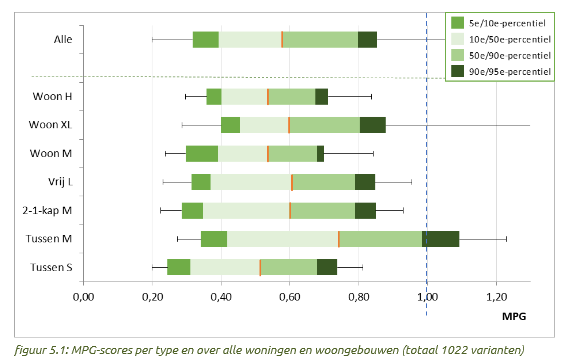 5e/10e-percentiel
10e/50e-percentiel
50e/90e-percentiel
90e/95e-percentiel
Alle
Woon H
Woon XL
Woon M
Vrij L
2-1-kap M
Tussen M
Tussen S
0,00 0,20 0,40 0,60 0,80 1,00 1,20
MPG
figuur 5.1: MPG-scores per type en over alle woningen en woongebouwen (totaal 1022 varianten)